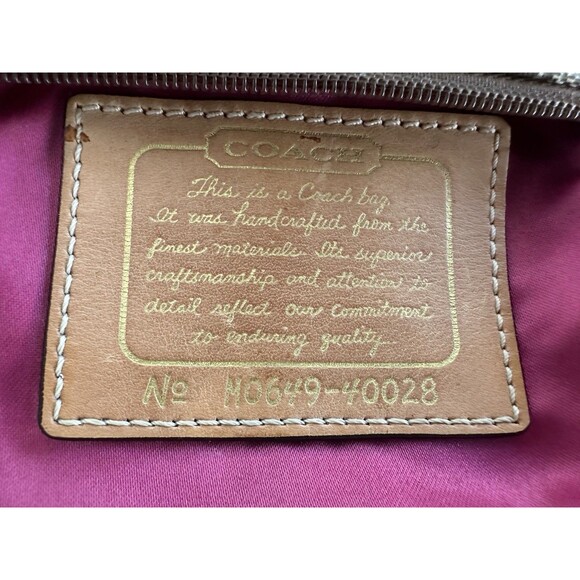 COACH
This is a Coach bag.
It was handcrafted from the
finest materials. Its superior
craftsmanship and attention to
detail reflect our commitment
to enduring quality.
No M0649-40028